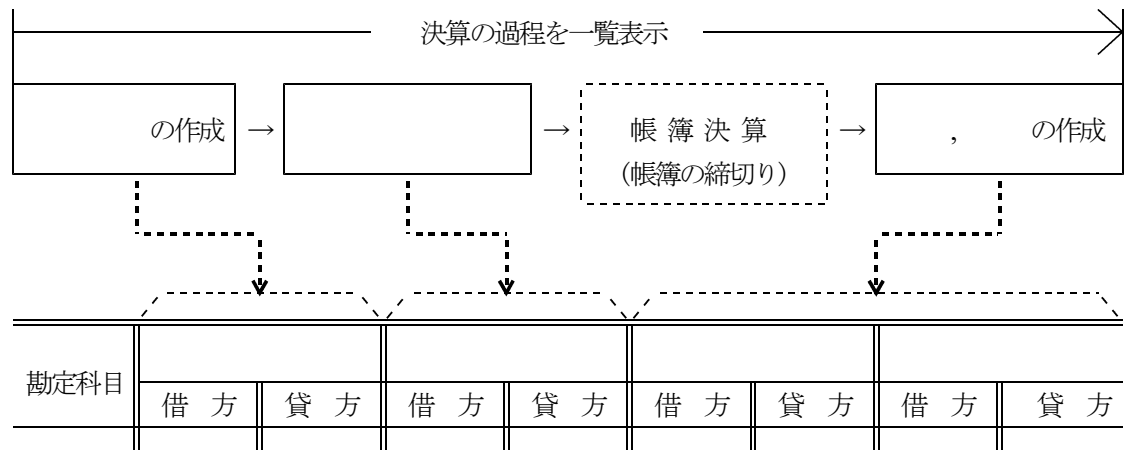 決算の過程を一覧表示
の作成 → → 帳簿決算 → , の作成
(帳簿の締切り)
勘定科目
借方 貸方 借方 貸方 借方 貸方 借方 貸方